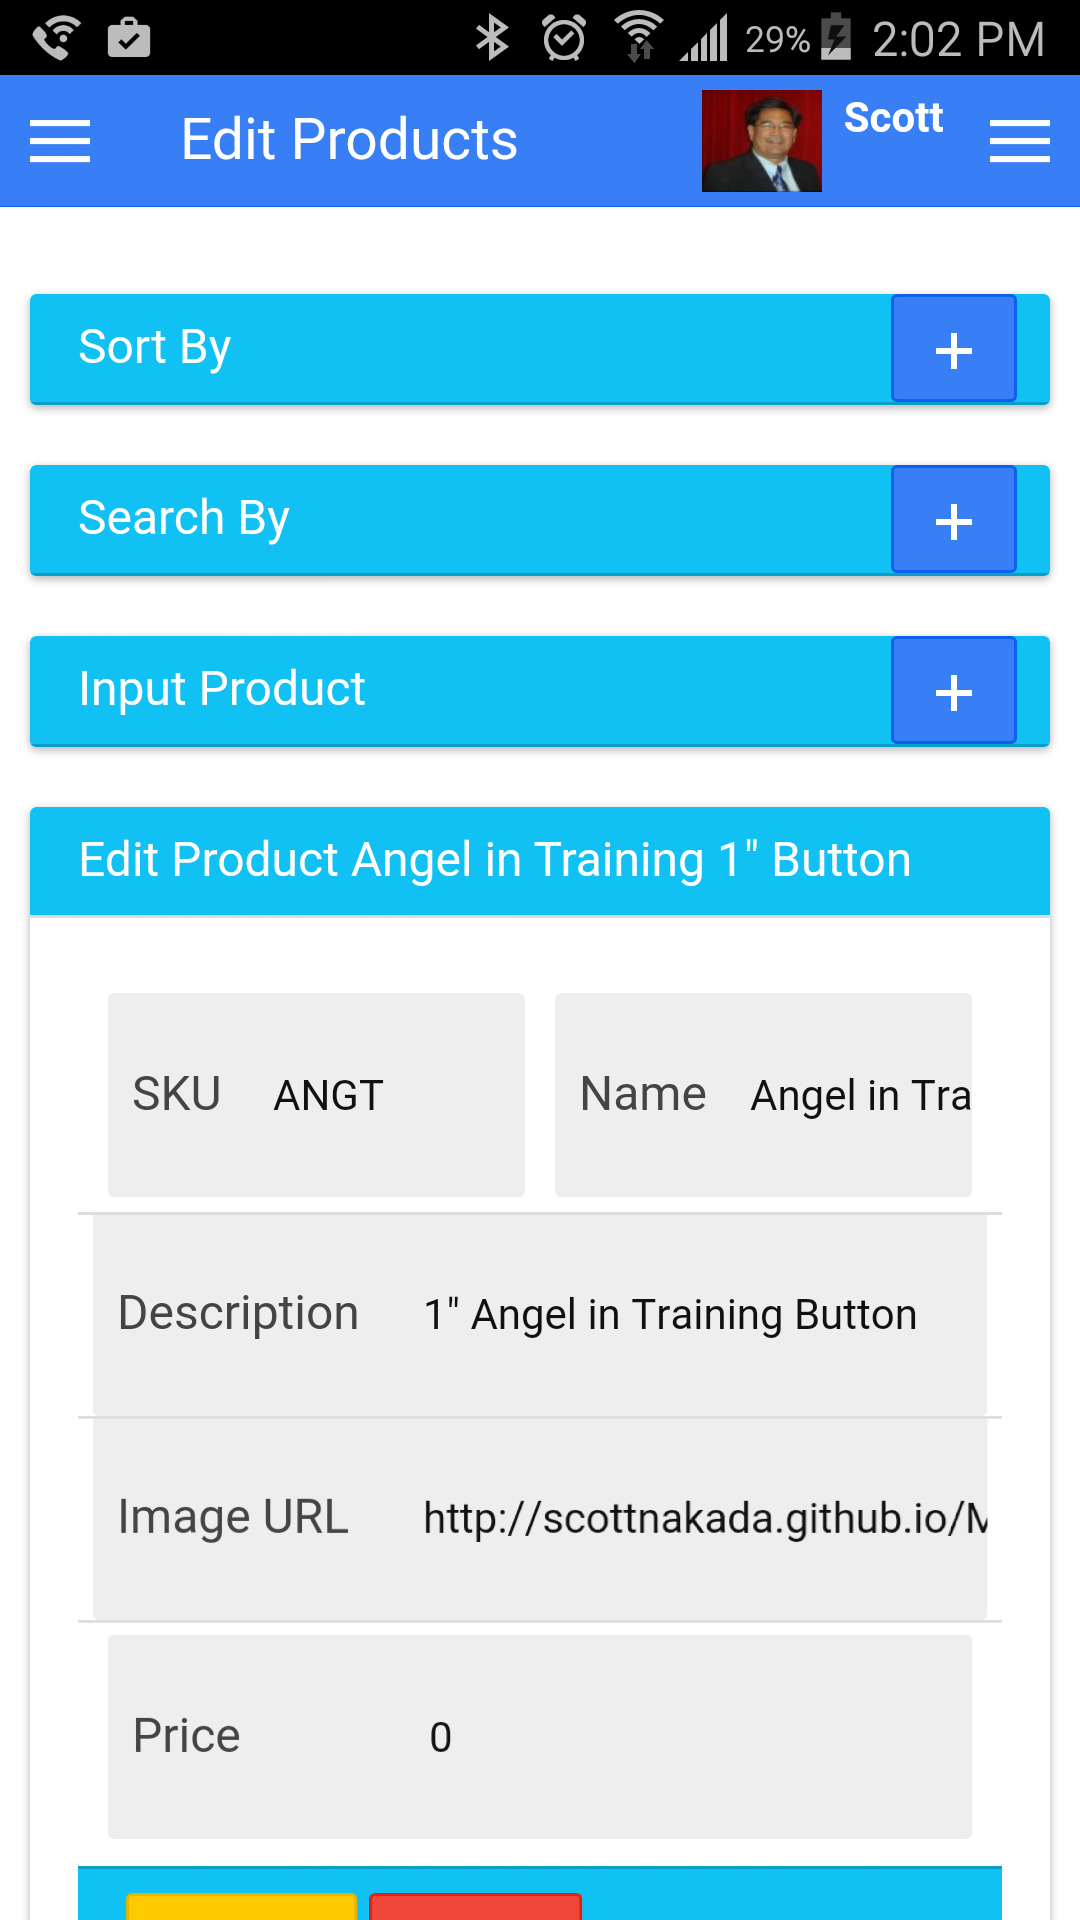 29% 2:02 PM
Edit Products Scott
Sort By +
Search By +
Input Product +
Edit Product Angel in Training 1" Button
SKU ANGT Name Angel in Tra
Description 1" Angel in Training Button
Image URL http://scottnakada.github.io/M
Price 0